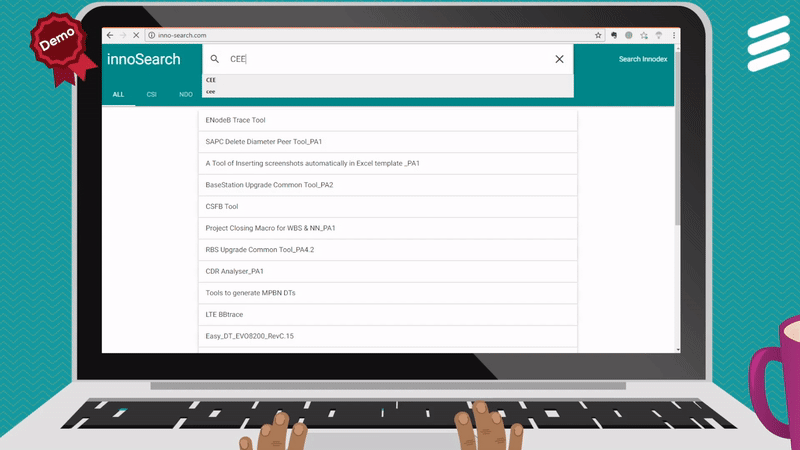 Demo
inno-search.com
innoSearch
CEE
Search Innodex
CEE
cee
ALL
CSI
NDO
ENodeB Trace Tool
SAPC Delete Diameter Peer Tool_PA1
A Tool of Inserting screenshots automatically in Excel template _PA1
BaseStation Upgrade Common Tool_PA2
CSFB Tool
Project Closing Macro for WBS & NN_PA1
RBS Upgrade Common Tool_PA4.2
CDR Analyser_PA1
Tools to generate MPBN DTs
LTE BBtrace
Easy_DT_EVO8200_RevC.15